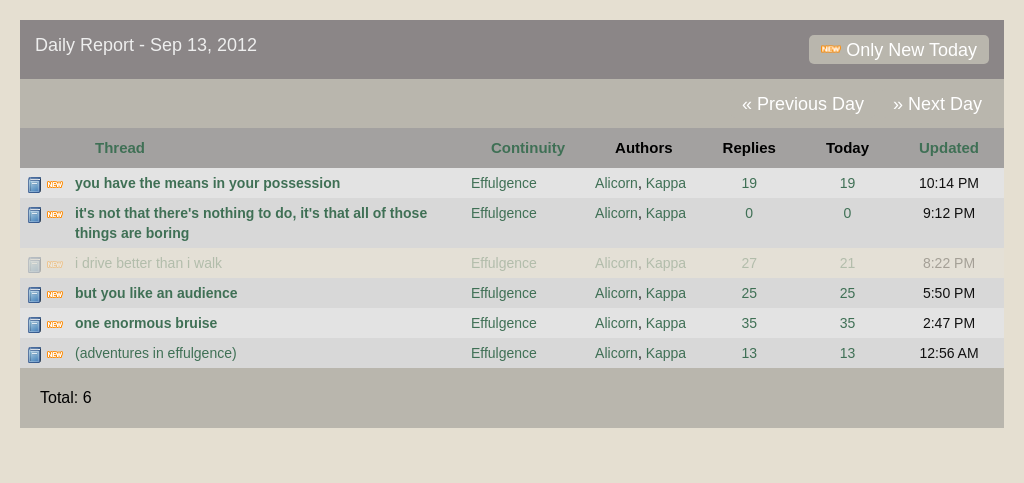 Daily Report - Sep 13, 2012
NEW Only New Today
« Previous Day » Next Day
Thread Continuity Authors Replies Today Updated
NEW you have the means in your possession Effulgence Alicorn, Kappa 19 19 10:14 PM
NEW it's not that there's nothing to do, it's that all of those Effulgence Alicorn, Kappa 0 0 9:12 PM
things are boring
NEW i drive better than i walk Effulgence Alicorn, Kappa 27 21 8:22 PM
NEW but you like an audience Effulgence Alicorn, Kappa 25 25 5:50 PM
NEW one enormous bruise Effulgence Alicorn, Kappa 35 35 2:47 PM
NEW (adventures in effulgence) Effulgence Alicorn, Kappa 13 13 12:56 AM
Total: 6